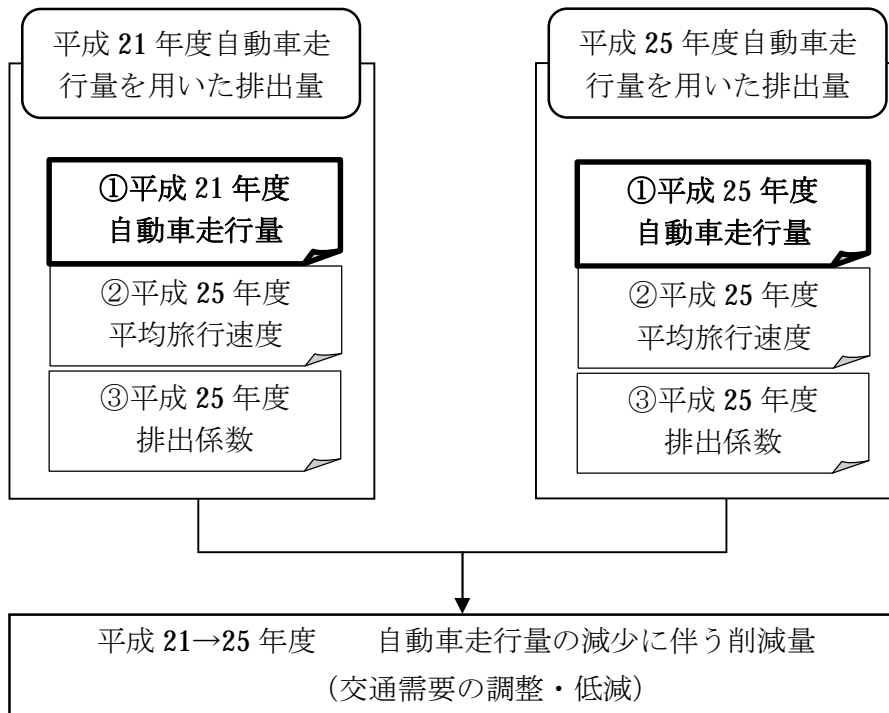 平成 21 年度自動車走
行量を用いた排出量
①平成 21 年度
自動車走行量
②平成 25 年度
平均旅行速度
③平成 25 年度
排出係数
平成 25 年度自動車走
行量を用いた排出量
①平成 25 年度
自動車走行量
②平成 25 年度
平均旅行速度
③平成 25 年度
排出係数
平成 21→25 年度　　自動車走行量の減少に伴う削減量
（交通需要の調整・低減）